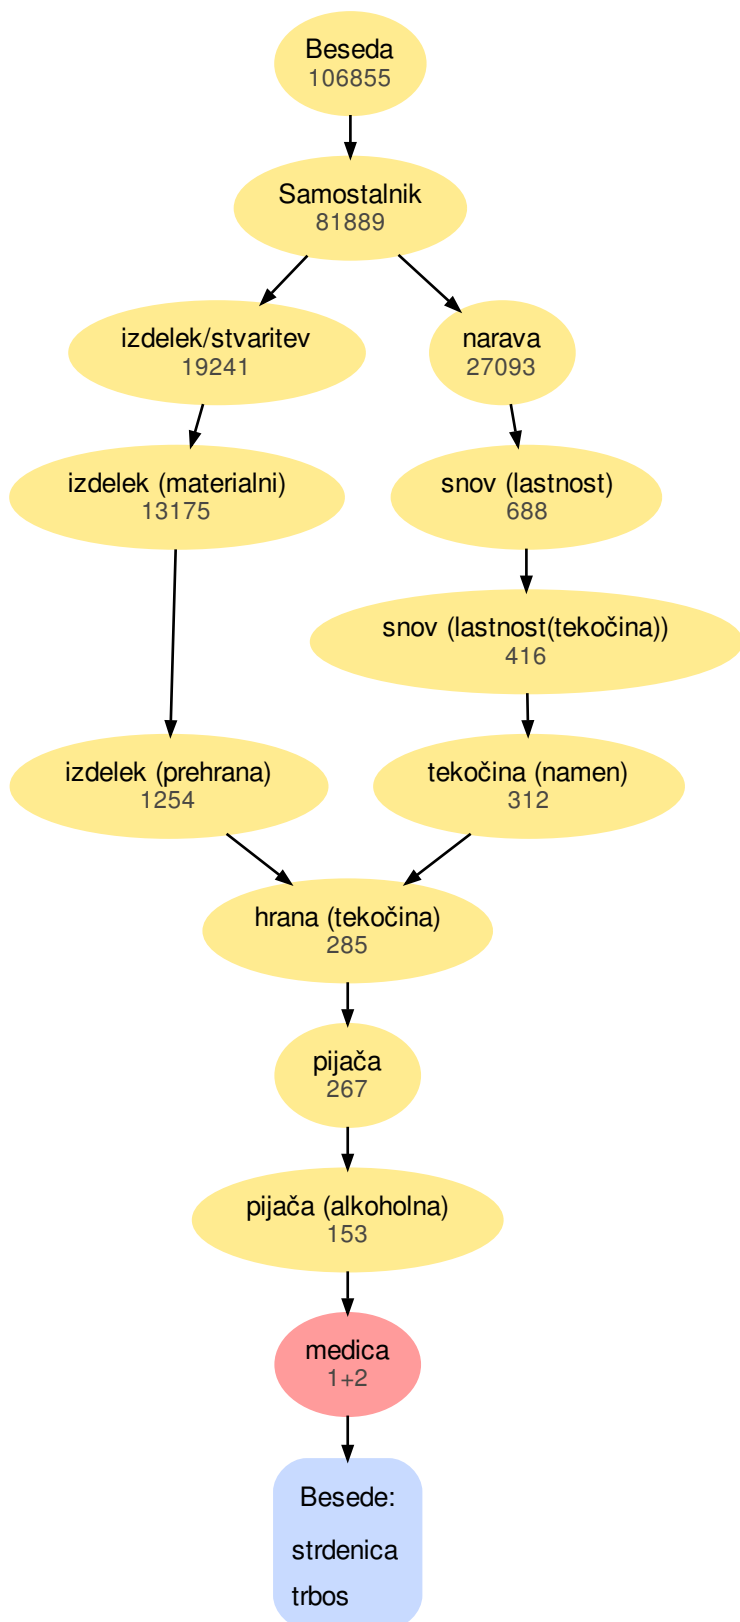 Beseda
106855
Samostalnik
81889
izdelek/stvaritev
19241
narava
27093
izdelek (materialni)
13175
snov (lastnost)
688
snov (lastnost(tekočina))
416
izdelek (prehrana)
1254
tekočina (namen)
312
hrana (tekočina)
285
pijača
267
pijača (alkoholna)
153
medica
1+2
Besede:
strdenica
trbos